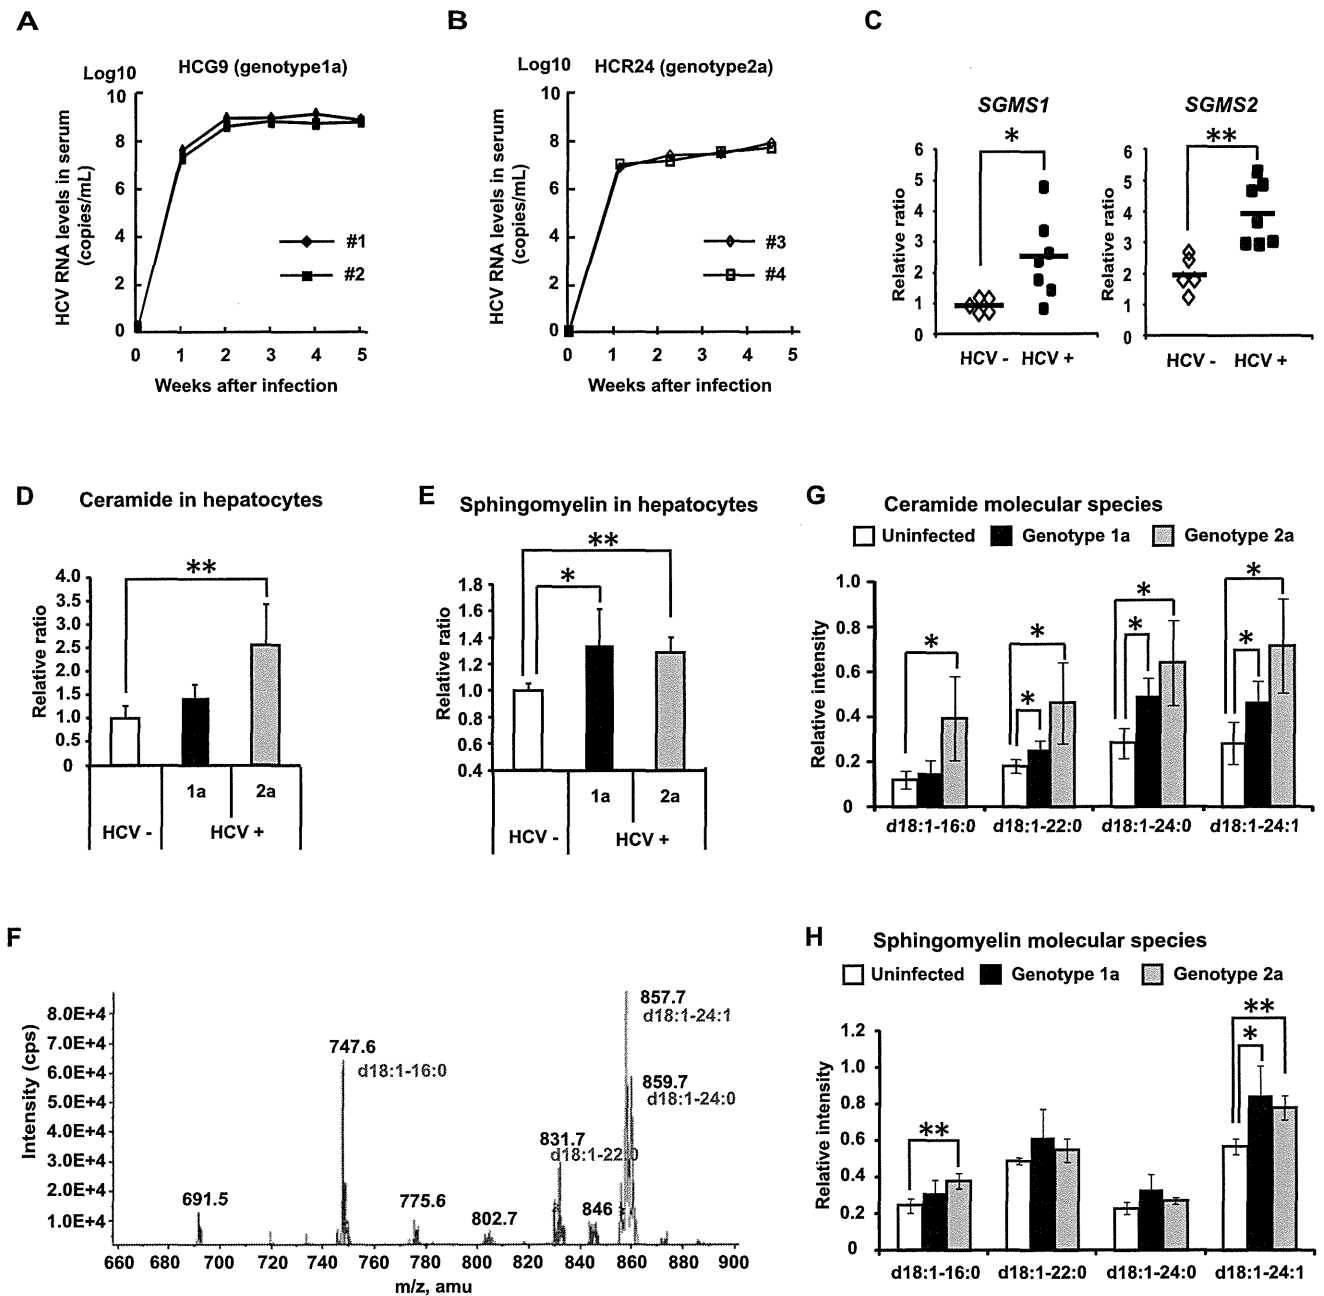 A
Log10
HCG9 (genotype1a)
HCV RNA levels in serum
(copies/mL)
10
8
6
4
2
0
#1
#2
0 1 2 3 4 5
Weeks after infection
B
Log10
HCR24 (genotype2a)
HCV RNA levels in serum
(copies/mL)
10
8
6
4
2
0
#3
#4
0 1 2 3 4 5
Weeks after infection
C
SGMS1
*
Relative ratio
6
5
4
3
2
1
0
HCV - HCV +
SGMS2
**
Relative ratio
6
5
4
3
2
1
0
HCV - HCV +
D
Ceramide in hepatocytes
**
Relative ratio
4.0
3.5
3.0
2.5
2.0
1.5
1.0
0.5
0
1a 2a
HCV - HCV +
E
Sphingomyelin in hepatocytes
**
*
Relative ratio
1.8
1.6
1.4
1.2
1.0
0.8
0.6
0.4
1a 2a
HCV - HCV +
G
Ceramide molecular species
Uninfected Genotype 1a Genotype 2a
Relative intensity
1.0
0.8
0.6
0.4
0.2
0
* * * * * * *
d18:1-16:0 d18:1-22:0 d18:1-24:0 d18:1-24:1
F
Intensity (cps)
8.0E+4
7.0E+4
6.0E+4
5.0E+4
4.0E+4
3.0E+4
2.0E+4
1.0E+4
691.5
747.6
d18:1-16:0
775.6
802.7
831.7
d18:1-22:0
846
857.7
d18:1-24:1
859.7
d18:1-24:0
660 680 700 720 740 760 780 800 820 840 860 880 900
m/z, amu
H
Sphingomyelin molecular species
Uninfected Genotype 1a Genotype 2a
Relative intensity
1.2
1.0
0.8
0.6
0.4
0.2
0
** ** *
d18:1-16:0 d18:1-22:0 d18:1-24:0 d18:1-24:1